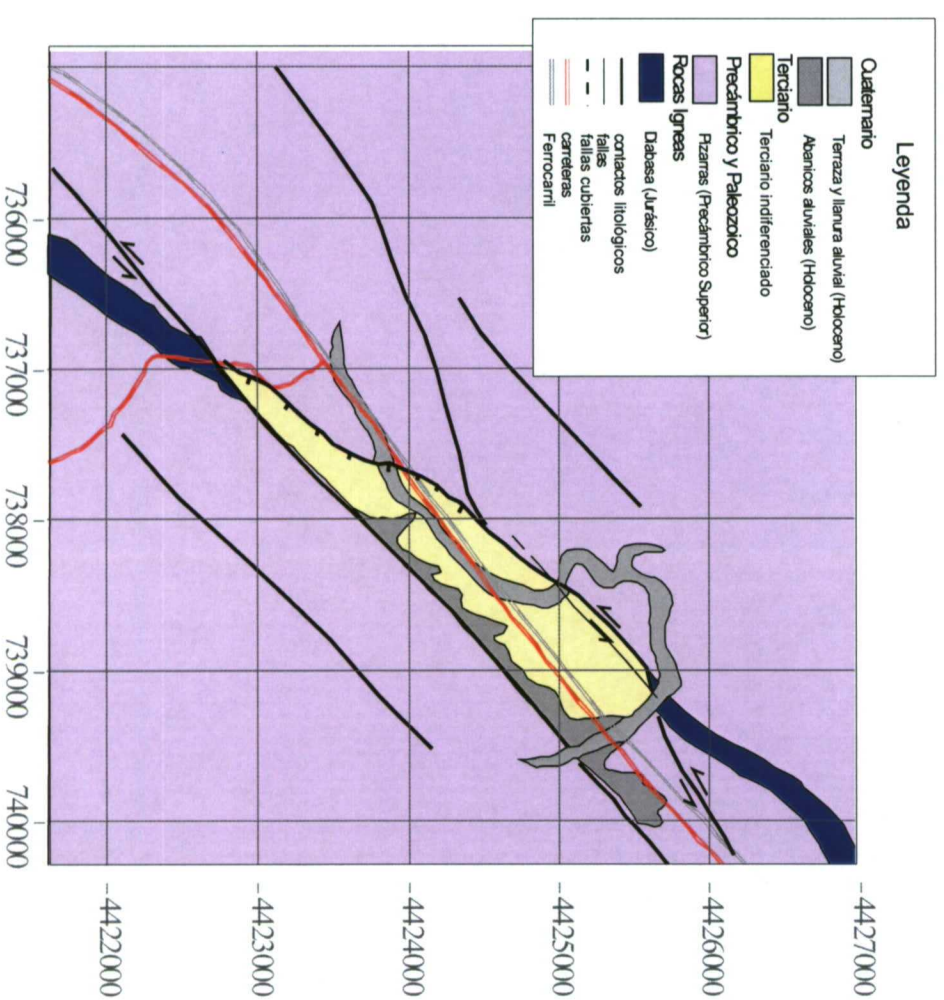 Leyenda
Cuaternario
Terraza y llanura aluvial (Holoceno)
Abanicos aluviales (Holoceno)
Terciario
Terciario indiferenciado
Precámbrico y Paleozoico
Pizarras (Precámbrico Superior)
Rocas Igneas
Diabasa (Jurásico)
contactos litológicos
fallas
fallas cubiertas
carreteras
Ferrocarril
736000
737000
738000
739000
740000
4422000
4423000
4424000
4425000
4426000
4427000